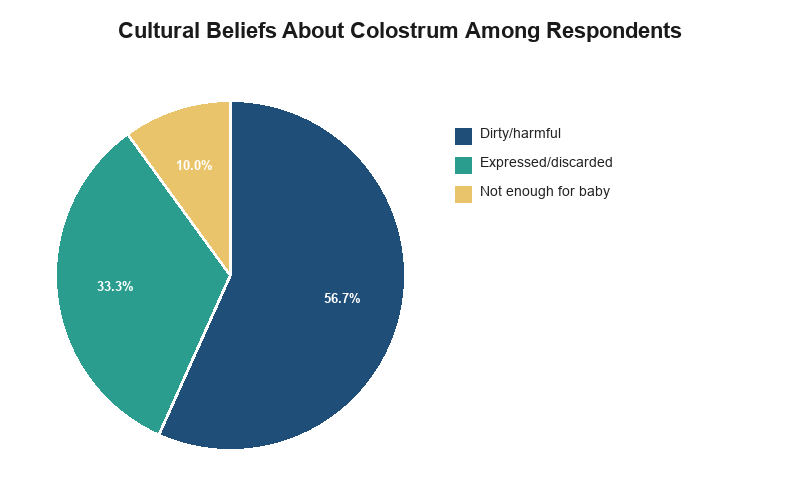 Cultural Beliefs About Colostrum Among Respondents
Dirty/harmful
Expressed/discarded
Not enough for baby
10.0%
33.3%
56.7%